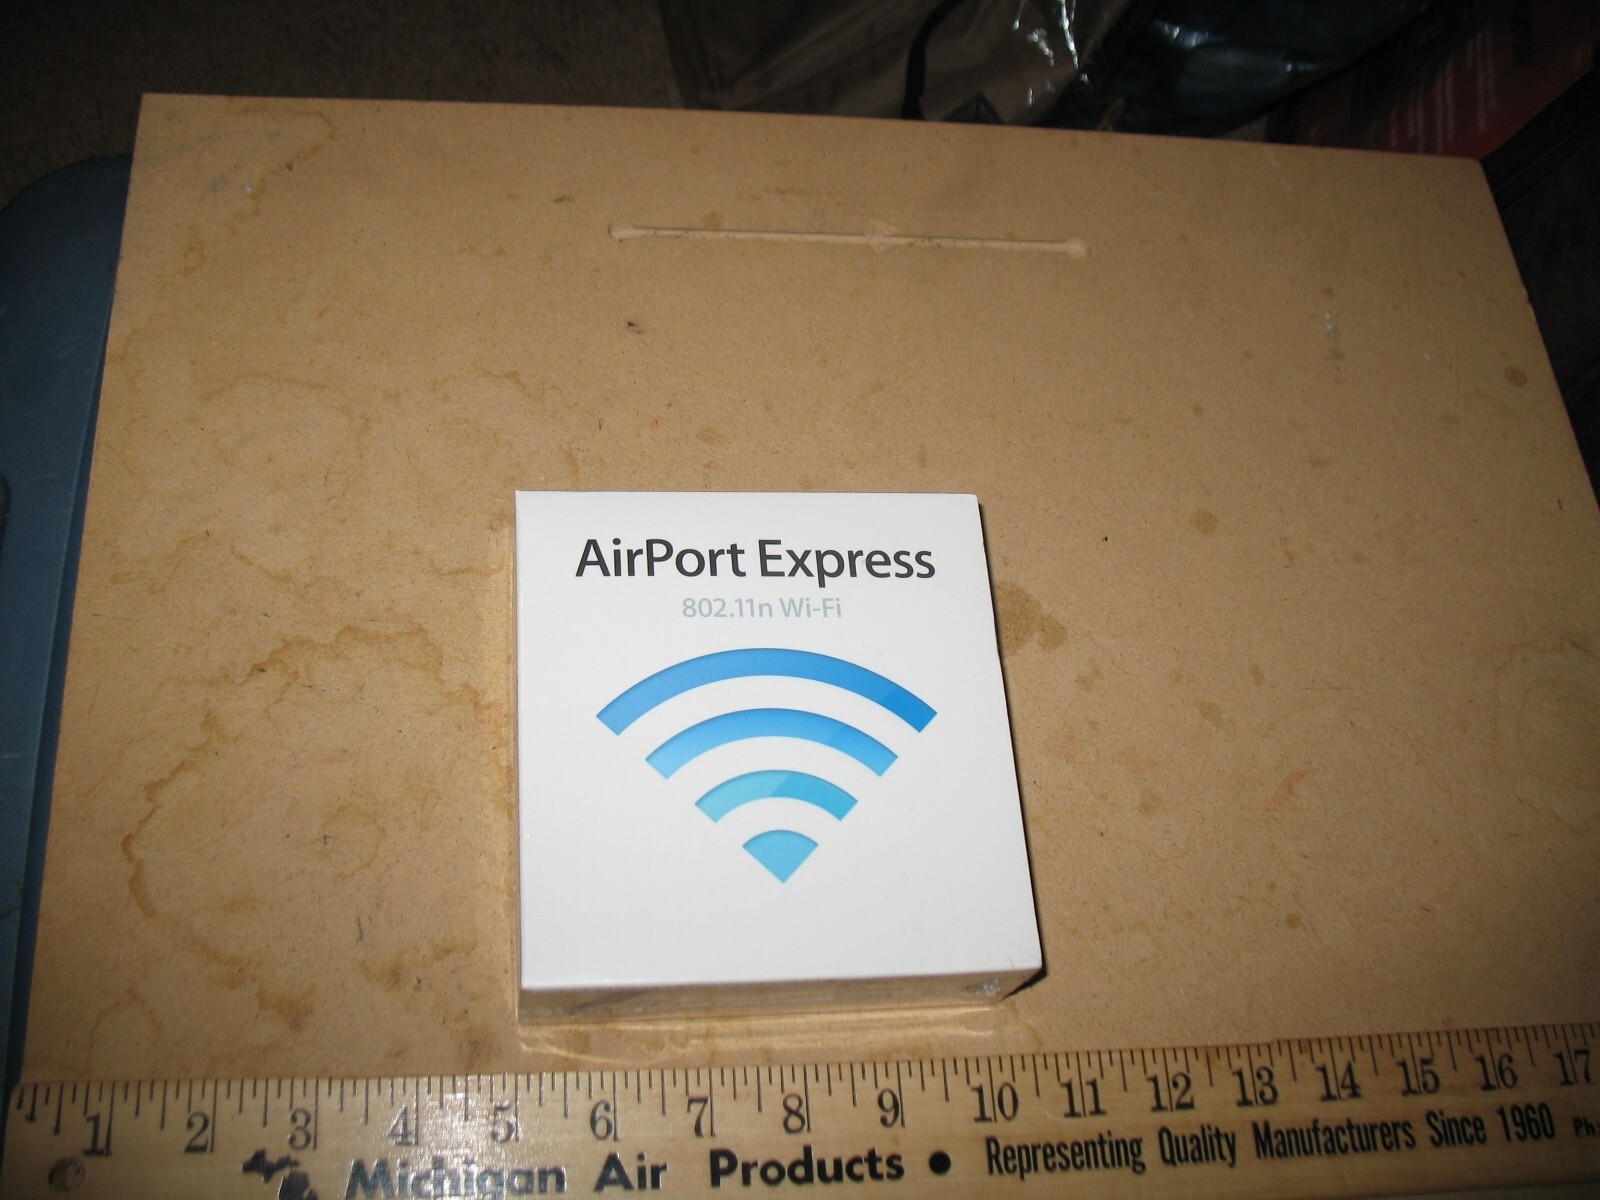 AirPort Express
802.11n Wi-Fi
1 2 3 4 5 6 7 8 9 10 11 12 13 14 15 16 17
Michigan Air Products • Representing Quality Manufacturers Since 1960 Ph: